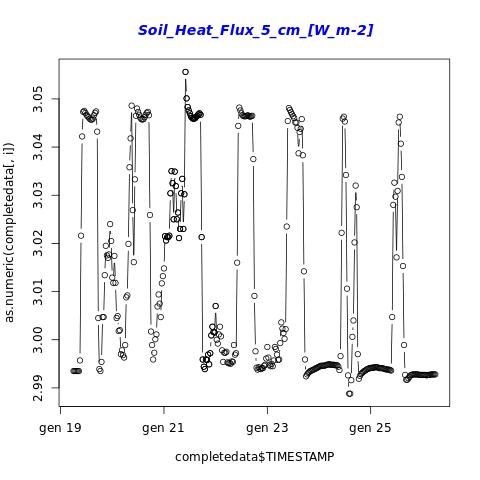 Soil_Heat_Flux_5_cm_[W_m-2]
as.numeric(completedata[, i])
3.05
3.04
3.03
3.02
3.01
3.00
2.99
gen 19
gen 21
gen 23
gen 25
completedata$TIMESTAMP